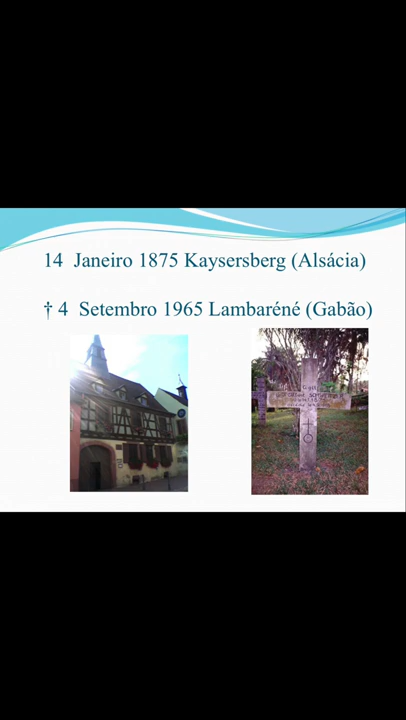 14 Janeiro 1875 Kaysersberg (Alsácia)
† 4 Setembro 1965 Lambaréné (Gabão)